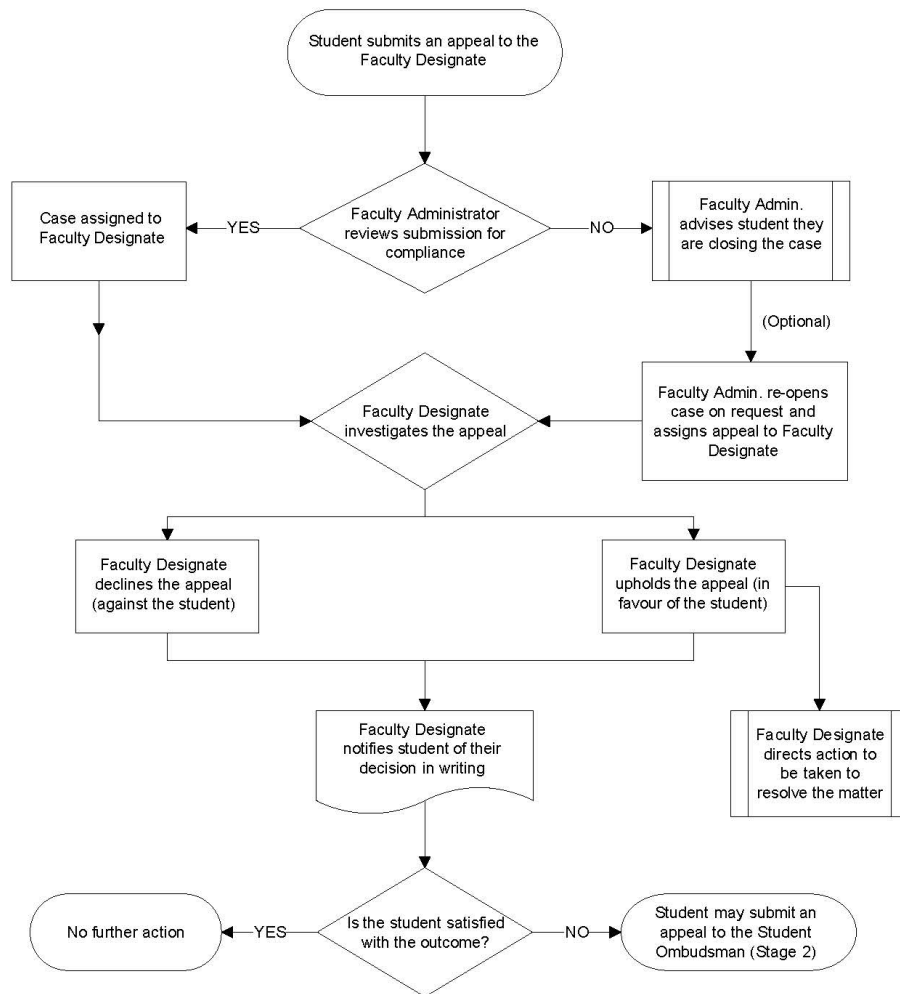 Student submits an appeal to the
Faculty Designate
Case assigned to
Faculty Designate
YES
Faculty Administrator
reviews submission for
compliance
NO
Faculty Admin.
advises student they
are closing the case
(Optional)
Faculty Designate
investigates the appeal
Faculty Admin. re-opens
case on request and
assigns appeal to Faculty
Designate
Faculty Designate
declines the appeal
(against the student)
Faculty Designate
upholds the appeal (in
favour of the student)
Faculty Designate
notifies student of their
decision in writing
Faculty Designate
directs action to
be taken to
resolve the matter
No further action
YES
Is the student satisfied
with the outcome?
NO
Student may submit an
appeal to the Student
Ombudsman (Stage 2)